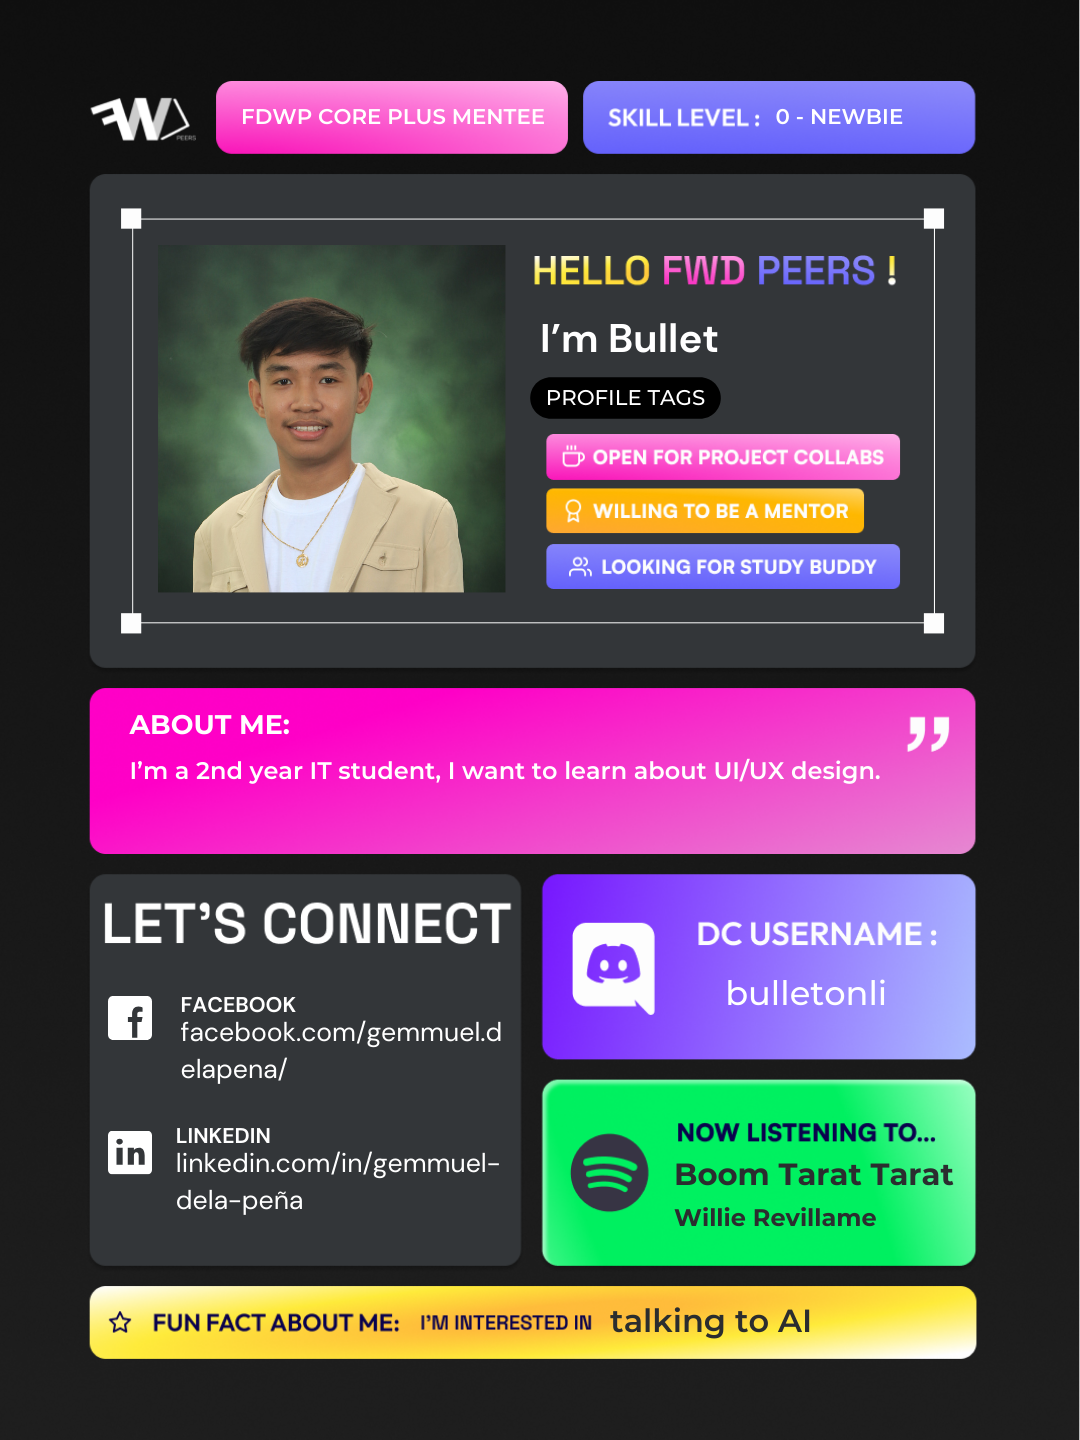 FWD
PEERS
FDWP CORE PLUS MENTEE
SKILL LEVEL : 0 - NEWBIE
HELLO FWD PEERS !
I’m Bullet
PROFILE TAGS
OPEN FOR PROJECT COLLABS
WILLING TO BE A MENTOR
LOOKING FOR STUDY BUDDY
ABOUT ME:
I’m a 2nd year IT student, I want to learn about UI/UX design.
LET’S CONNECT
FACEBOOK
facebook.com/gemmuel.d
elapena/
LINKEDIN
linkedin.com/in/gemmuel-
dela-peña
DC USERNAME :
bulletonli
NOW LISTENING TO...
Boom Tarat Tarat
Willie Revillame
FUN FACT ABOUT ME: I’M INTERESTED IN talking to AI